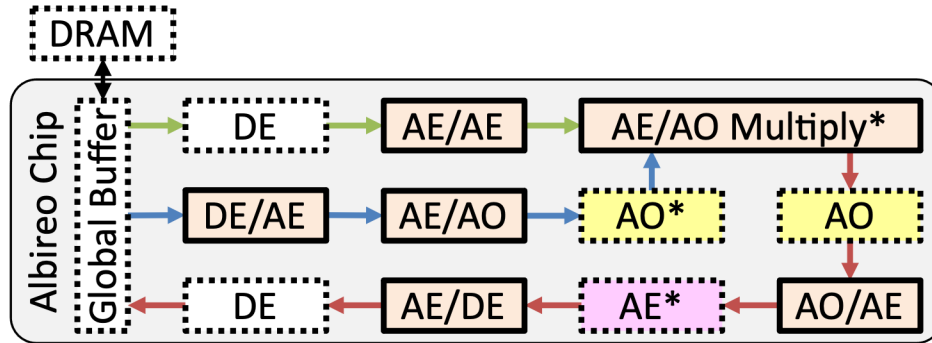 DRAM
Albireo Chip
Global Buffer
DE
AE/AE
AE/AO Multiply*
DE/AE
AE/AO
AO*
AO
DE
AE/DE
AE*
AO/AE